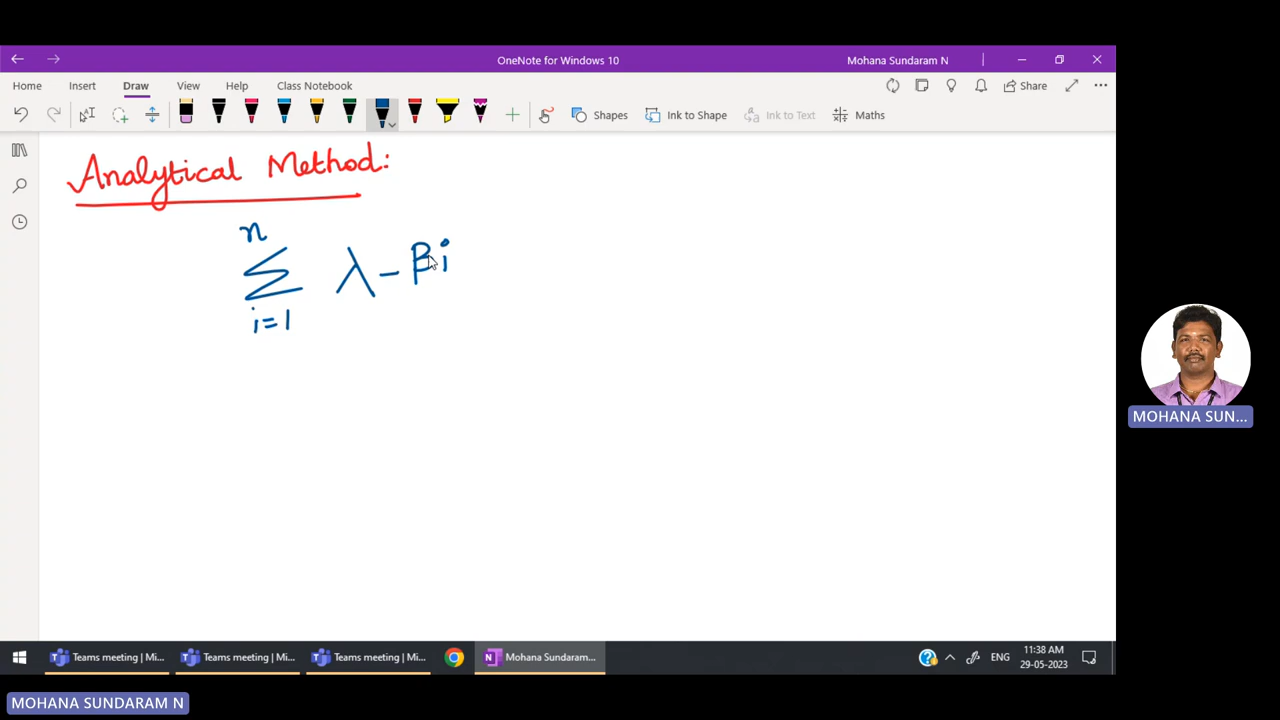 OneNote for Windows 10
Mohana Sundaram N
Home Insert Draw View Help Class Notebook
Share
Shapes Ink to Shape Ink to Text Maths
Analytical Method:
n
Σ λ - βi
i=1
MOHANA SUN...
Teams meeting | Mi... Teams meeting | Mi... Teams meeting | Mi... Mohana Sundaram...
ENG
11:38 AM
29-05-2023
MOHANA SUNDARAM N